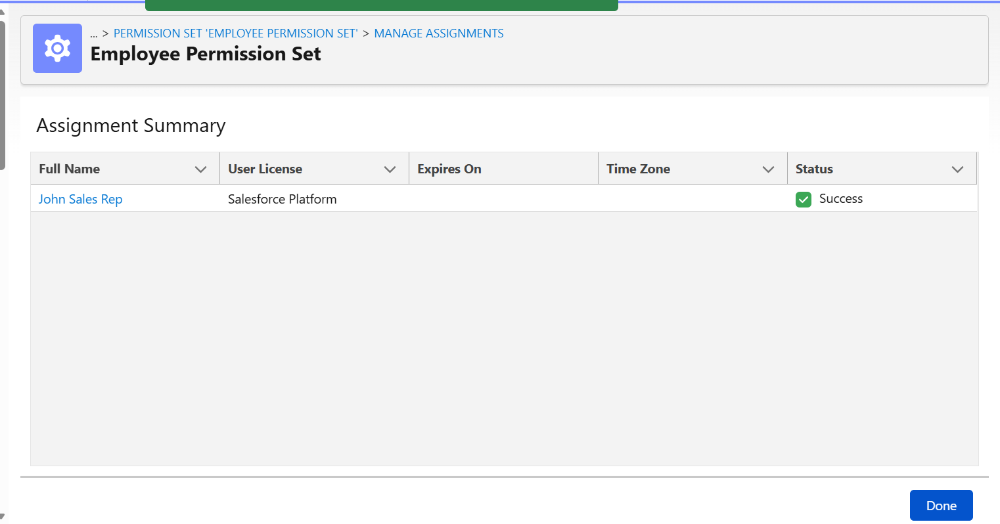 ... > PERMISSION SET 'EMPLOYEE PERMISSION SET' > MANAGE ASSIGNMENTS
Employee Permission Set
Assignment Summary
Full Name User License Expires On Time Zone Status
John Sales Rep Salesforce Platform Success
Done